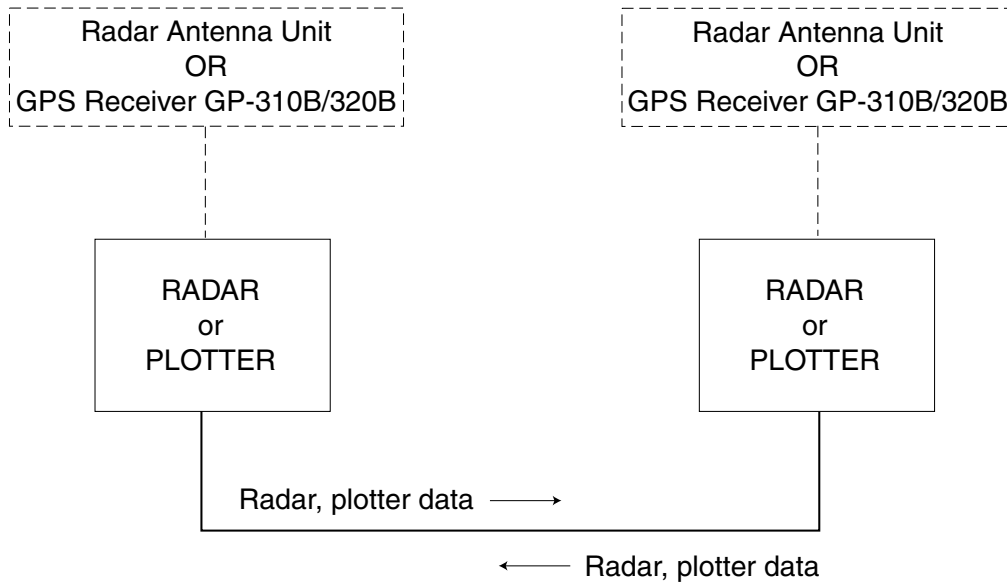 Radar Antenna Unit
OR
GPS Receiver GP-310B/320B
Radar Antenna Unit
OR
GPS Receiver GP-310B/320B
RADAR
or
PLOTTER
RADAR
or
PLOTTER
Radar, plotter data
Radar, plotter data